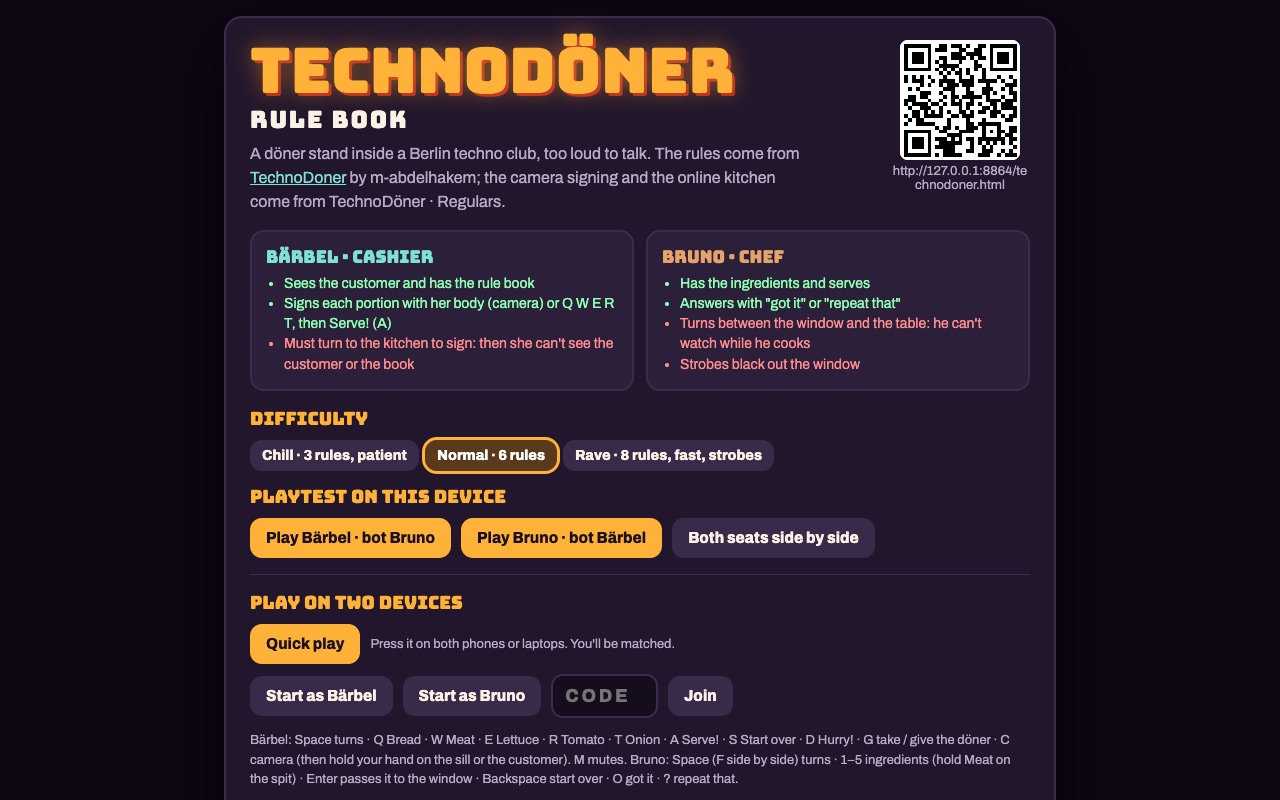 TECHNODÖNER
RULE BOOK
A döner stand inside a Berlin techno club, too loud to talk. The rules come from
TechnoDoner by m-abdelhakem; the camera signing and the online kitchen
come from TechnoDöner · Regulars.
http://127.0.0.1:8864/te
chnodoner.html
BÄRBEL · CASHIER
• Sees the customer and has the rule book
• Signs each portion with her body (camera) or Q W E R
T, then Serve! (A)
• Must turn to the kitchen to sign: then she can't see the
customer or the book
BRUNO · CHEF
• Has the ingredients and serves
• Answers with "got it" or "repeat that"
• Turns between the window and the table: he can't
watch while he cooks
• Strobes black out the window
DIFFICULTY
Chill · 3 rules, patient
Normal · 6 rules
Rave · 8 rules, fast, strobes
PLAYTEST ON THIS DEVICE
Play Bärbel · bot Bruno
Play Bruno · bot Bärbel
Both seats side by side
PLAY ON TWO DEVICES
Quick play
Press it on both phones or laptops. You'll be matched.
Start as Bärbel
Start as Bruno
CODE
Join
Bärbel: Space turns · Q Bread · W Meat · E Lettuce · R Tomato · T Onion · A Serve! · S Start over · D Hurry! · G take / give the döner · C
camera (then hold your hand on the sill or the customer). M mutes. Bruno: Space (F side by side) turns · 1–5 ingredients (hold Meat on
the spit) · Enter passes it to the window · Backspace start over · O got it · ? repeat that.